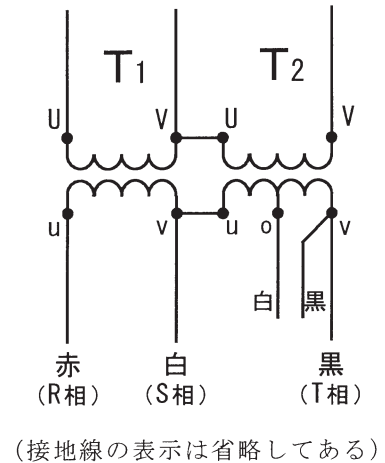 T1 T2
U V U V
u v u o v
白 黒
赤 白 黒
(R相) (S相) (T相)
(接地線の表示は省略してある)